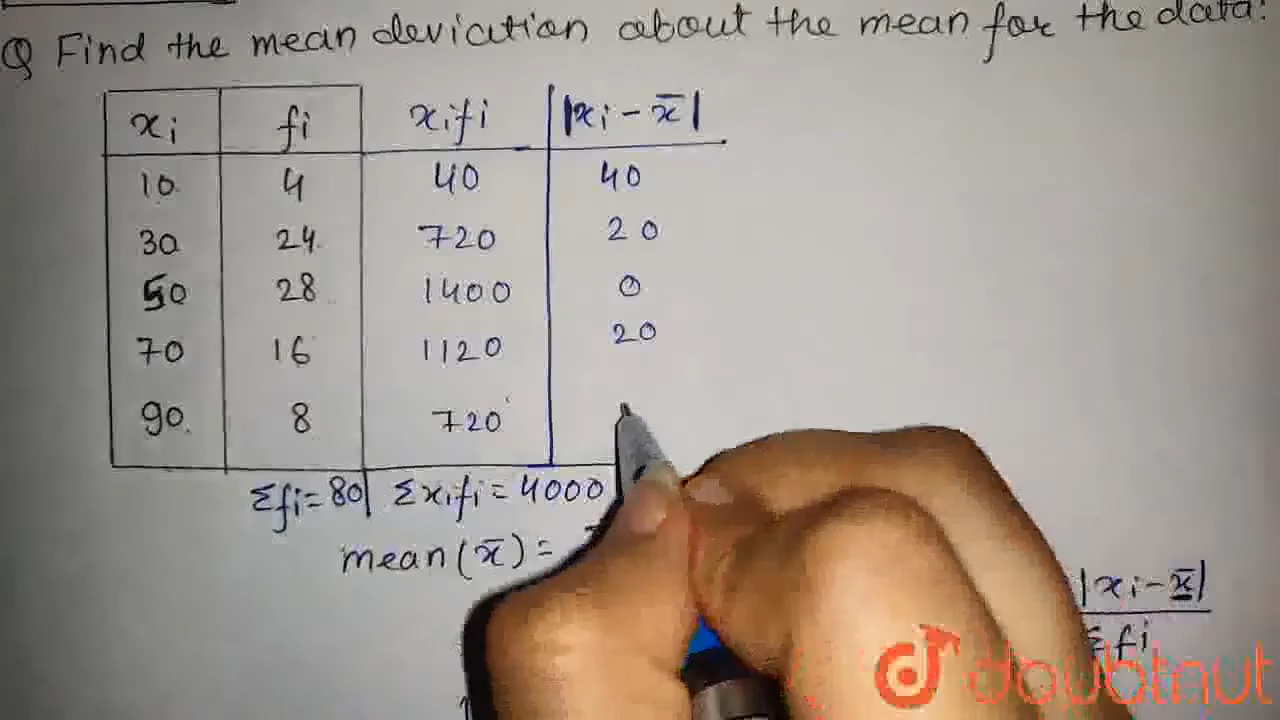 Q Find the mean deviation about the mean for the data:
xi fi xifi |xi - x̄|
10 4 40 40
30 24 720 20
50 28 1400 0
70 16 1120 20
90 8 720
Σfi = 80 Σxifi = 4000
mean (x̄) =
|xi - x̄|
Σfi
doubtnut